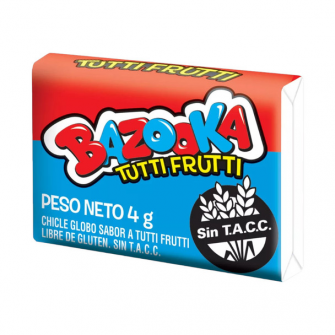 TUTTI FRUTTI
BAZOOKA
TUTTI FRUTTI
PESO NETO 4 g
CHICLE GLOBO SABOR A TUTTI FRUTTI
LIBRE DE GLUTEN. SIN T.A.C.C.
Sin T.A.C.C.